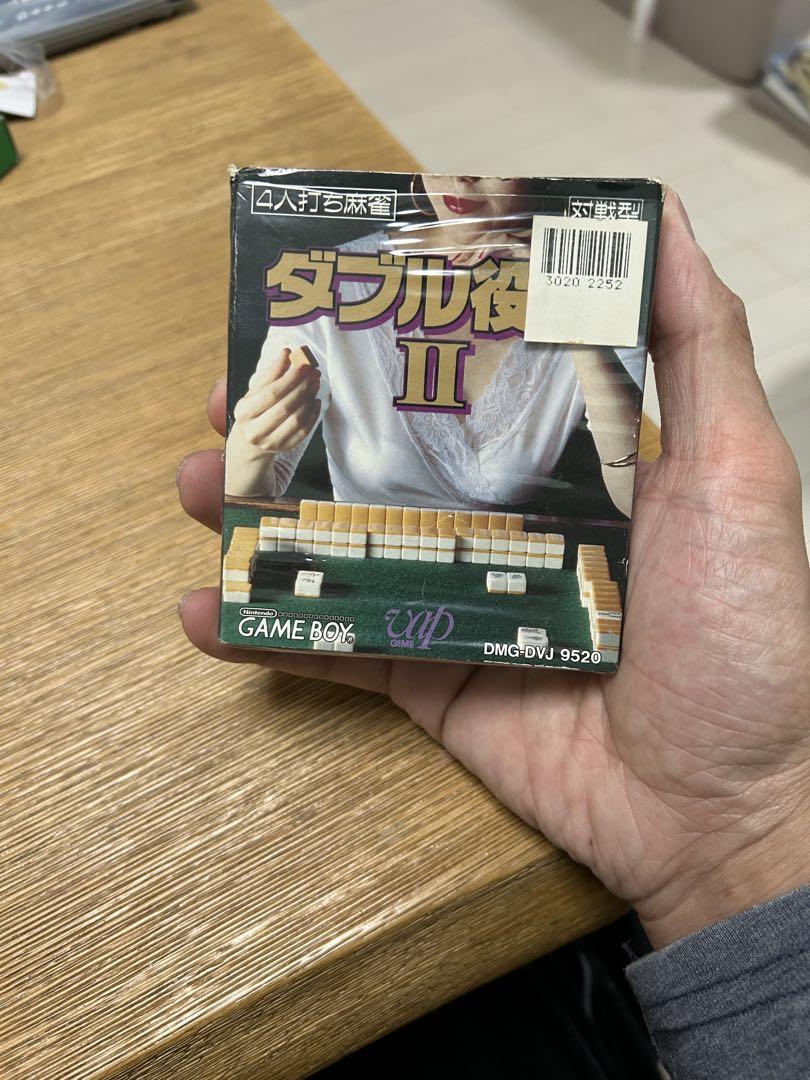 4人打ち麻雀
対戦型
3020 2252
ダブル役
II
Nintendo
GAME BOY®
vap
GIME
DMG-DVJ 9520